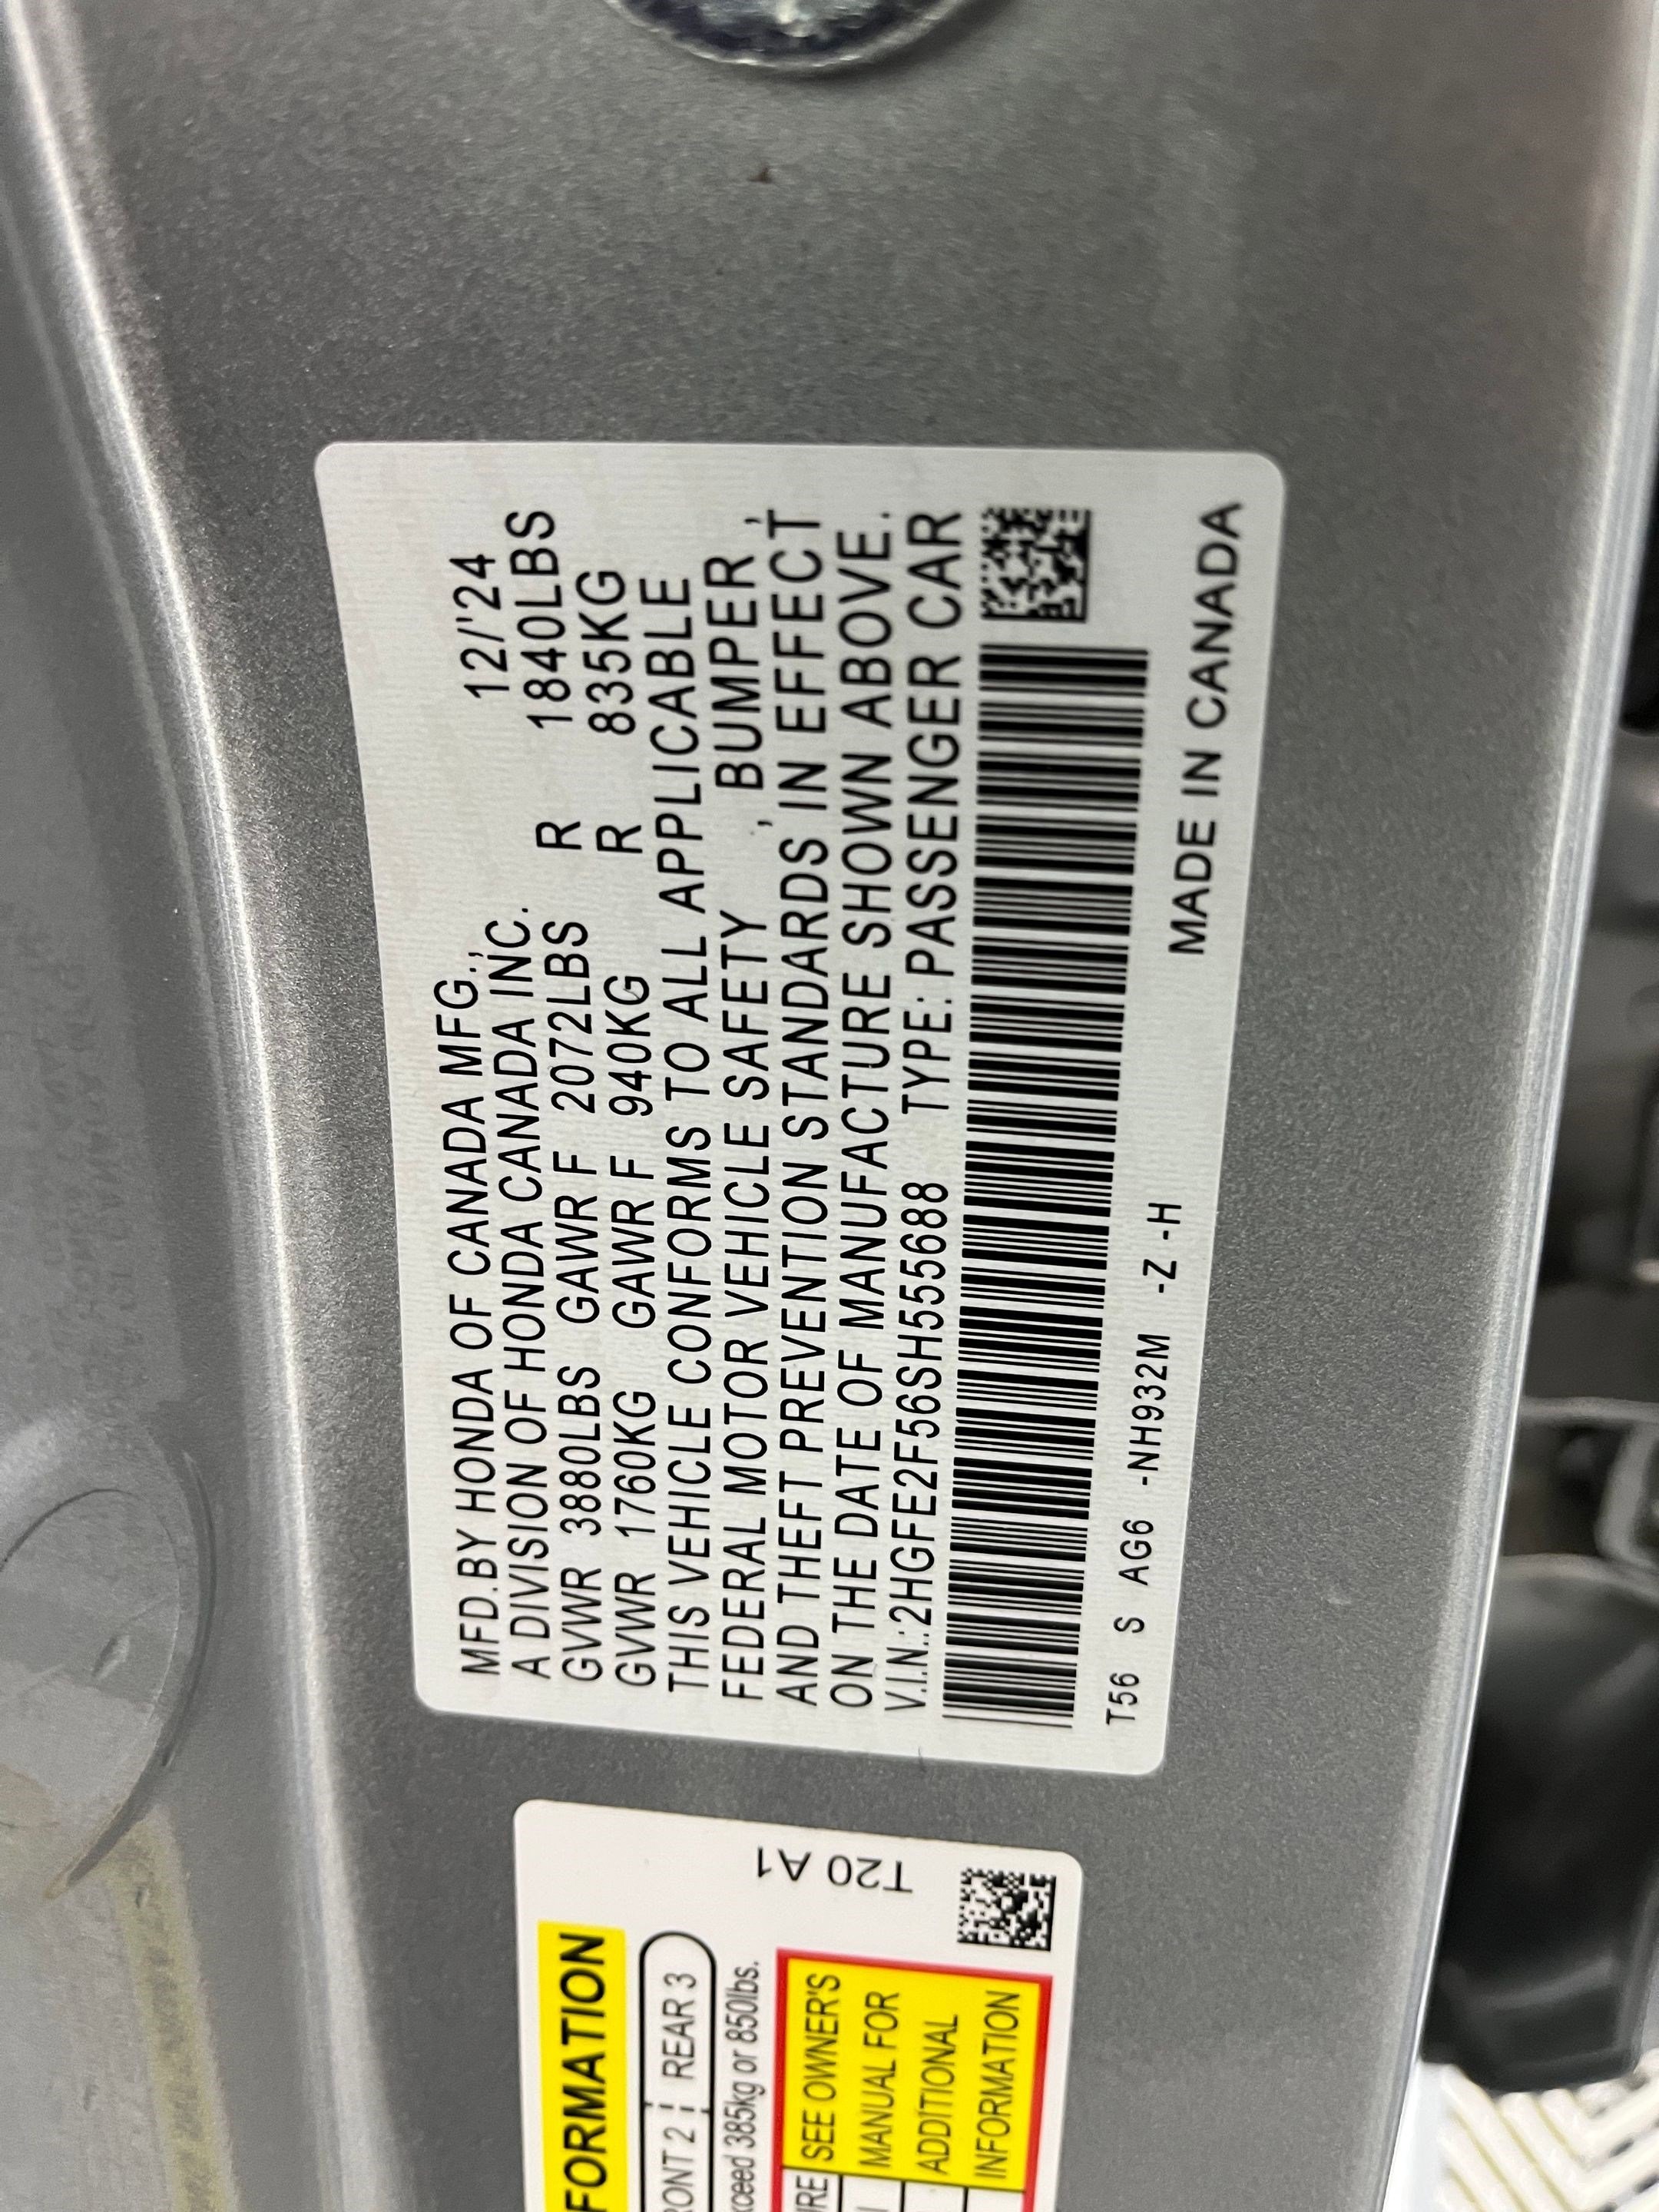 MFD.BY HONDA OF CANADA MFG.,
A DIVISION OF HONDA CANADA INC. 12/'24
GVWR 3880LBS GAWR F 2072LBS R 1840LBS
GVWR 1760KG GAWR F 940KG R 835KG
THIS VEHICLE CONFORMS TO ALL APPLICABLE
FEDERAL MOTOR VEHICLE SAFETY , BUMPER ,
AND THEFT PREVENTION STANDARDS IN EFFECT
ON THE DATE OF MANUFACTURE SHOWN ABOVE.
V.I.N.:2HGFE2F56SH555688 TYPE: PASSENGER CAR
T56 S AG6 -NH932M -Z -H
MADE IN CANADA
T20 A1
FORMATION
RONT 2 REAR 3
xceed 385kg or 850lbs.
SEE OWNER'S
MANUAL FOR
ADDITIONAL
INFORMATION